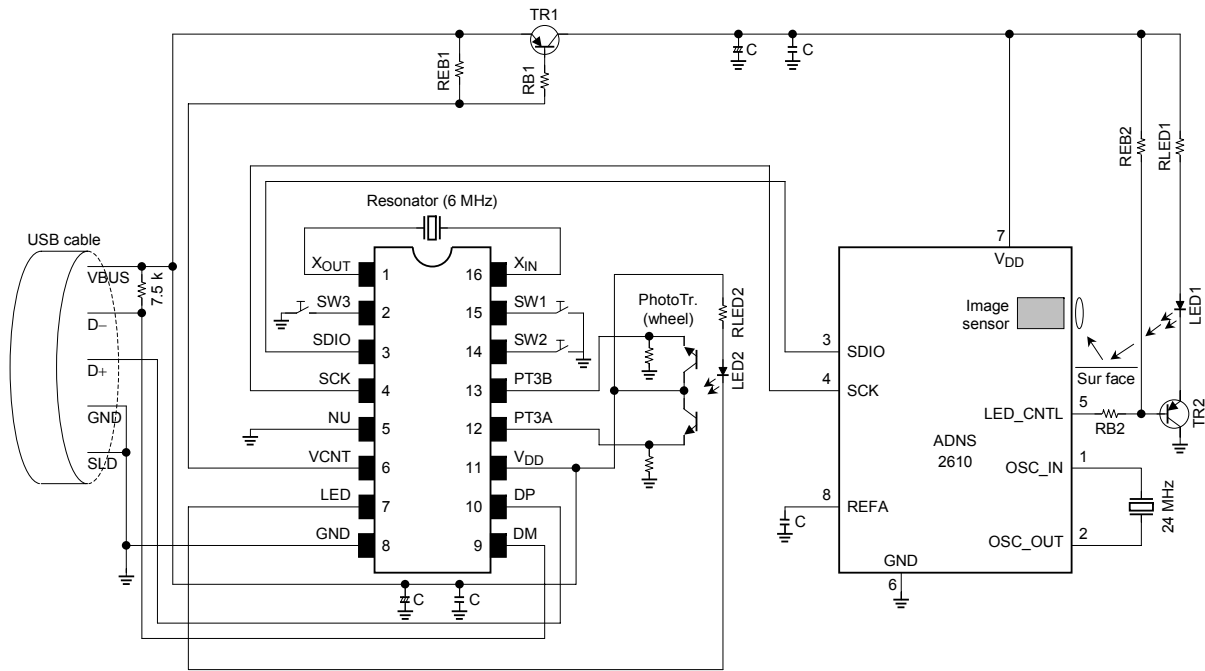 TR1
REB1
RB1
C
C
REB2
RLED1
Resonator (6 MHz)
USB cable
VBUS
7.5 k
D−
D+
GND
SLD
XOUT
1
16
XIN
SW3
2
15
SW1
SDIO
3
14
SW2
SCK
4
13
PT3B
NU
5
12
PT3A
VCNT
6
11
VDD
LED
7
10
DP
GND
8
9
DM
C
C
PhotoTr.
(wheel)
RLED2
LED2
7
VDD
Image
sensor
LED1
Sur face
3
SDIO
4
SCK
LED_CNTL
5
RB2
TR2
ADNS
2610
OSC_IN
1
24 MHz
8
REFA
C
OSC_OUT
2
GND
6